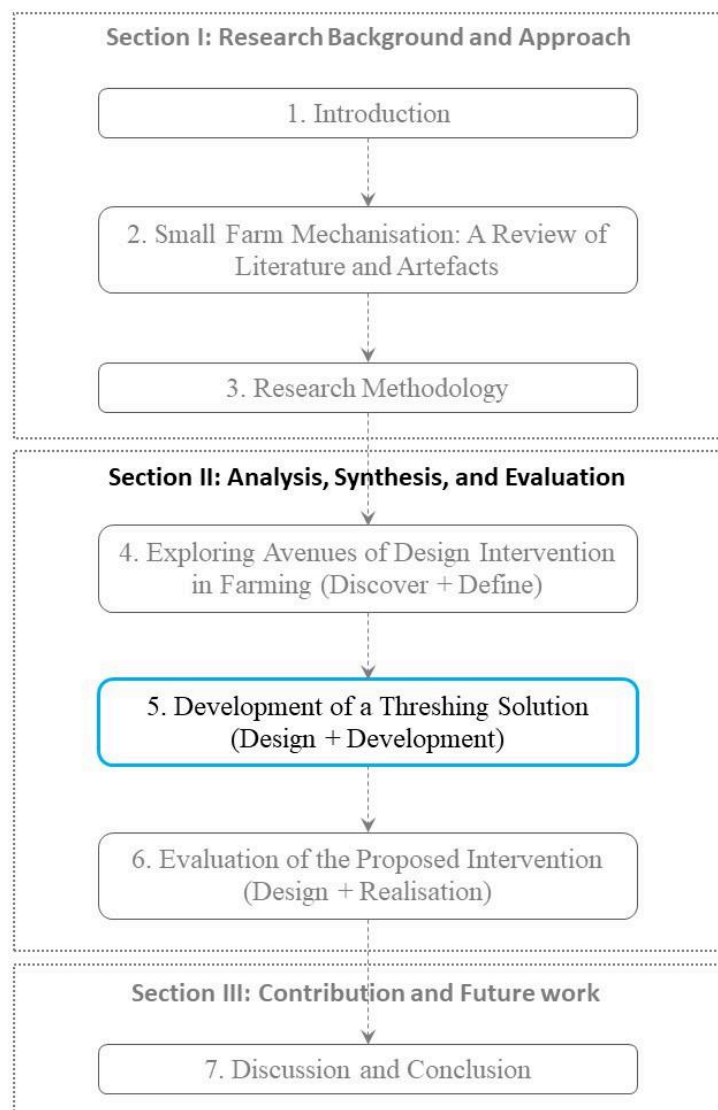 Section I: Research Background and Approach
1. Introduction
2. Small Farm Mechanisation: A Review of
Literature and Artefacts
3. Research Methodology
Section II: Analysis, Synthesis, and Evaluation
4. Exploring Avenues of Design Intervention
in Farming (Discover + Define)
5. Development of a Threshing Solution
(Design + Development)
6. Evaluation of the Proposed Intervention
(Design + Realisation)
Section III: Contribution and Future work
7. Discussion and Conclusion